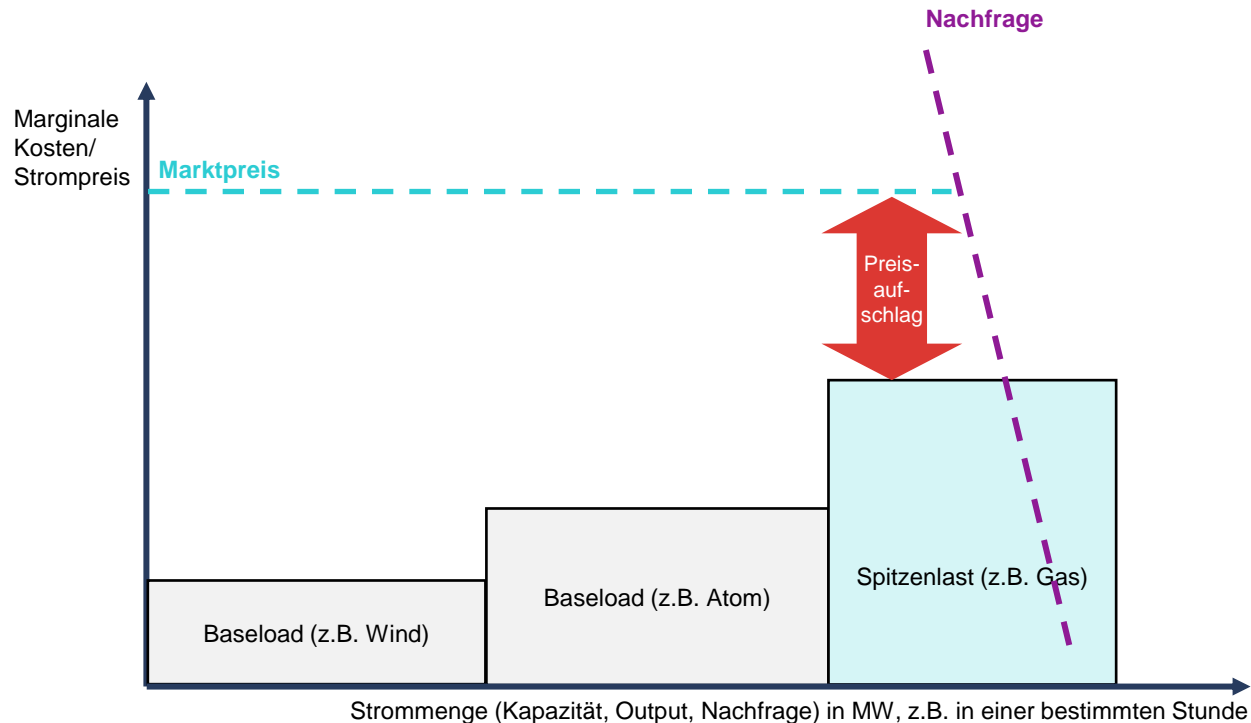 Nachfrage
Marginale
Kosten/
Strompreis
Marktpreis
Preis-
auf-
schlag
Spitzenlast (z.B. Gas)
Baseload (z.B. Atom)
Baseload (z.B. Wind)
Strommenge (Kapazität, Output, Nachfrage) in MW, z.B. in einer bestimmten Stunde